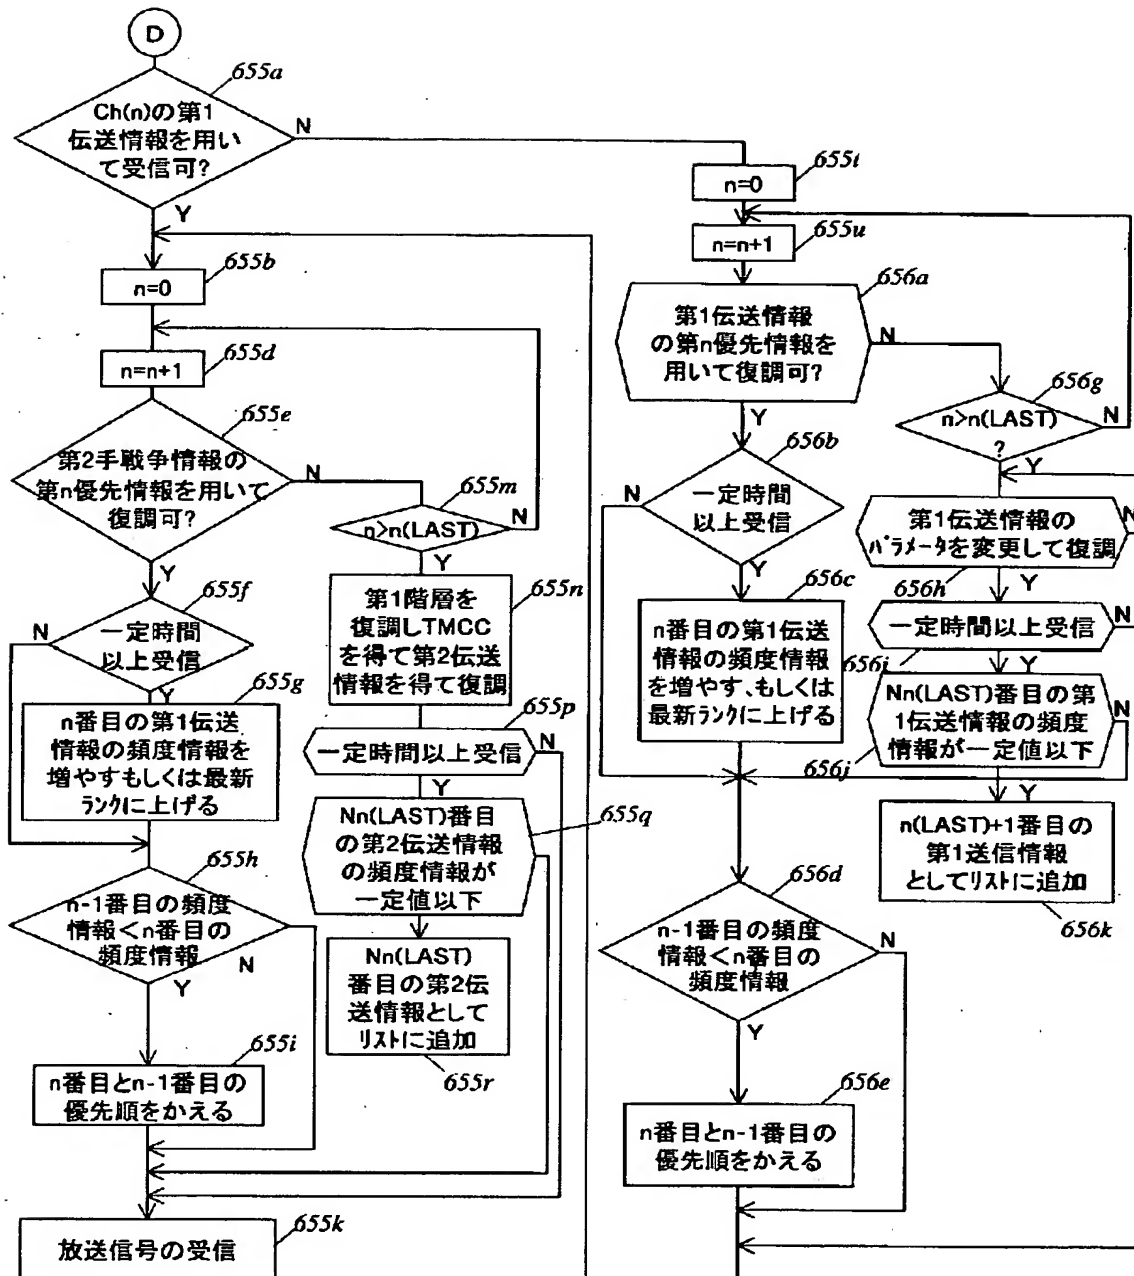 D
655a
Ch(n)の第1
伝送情報を用い
て受信可?
N
Y
655b
n=0
655d
n=n+1
655e
第2手戦争情報の
第n優先情報を用いて
復調可?
N
Y
655m
n>n(LAST)
N
Y
655n
第1階層を
復調しTMCC
を得て第2伝送
情報を得て復調
655f
一定時間
以上受信
N
Y
655g
n番目の第1伝送
情報の頻度情報を
増やすもしくは最新
ランクに上げる
655p
一定時間以上受信
N
Y
655q
Nn(LAST)番目
の第2伝送情報
の頻度情報が
一定値以下
655h
n-1番目の頻度
情報<n番目の
頻度情報
N
Y
Nn(LAST)
番目の第2伝
送情報として
リストに追加
655r
655i
n番目とn-1番目の
優先順をかえる
655k
放送信号の受信
655t
n=0
655u
n=n+1
656a
第1伝送情報
の第n優先情報を
用いて復調可?
N
Y
656g
n>n(LAST)
?
N
Y
656b
一定時間
以上受信
N
Y
第1伝送情報の
パラメータを変更して復調
N
Y
656h
656c
n番目の第1伝送
情報の頻度情報
を増やす、もしくは
最新ランクに上げる
一定時間以上受信
N
Y
656i
Nn(LAST)番目の第
1伝送情報の頻度
情報が一定値以下
N
Y
656j
n(LAST)+1番目の
第1送信情報
としてリストに追加
656k
656d
n-1番目の頻度
情報<n番目の
頻度情報
N
Y
656e
n番目とn-1番目の
優先順をかえる